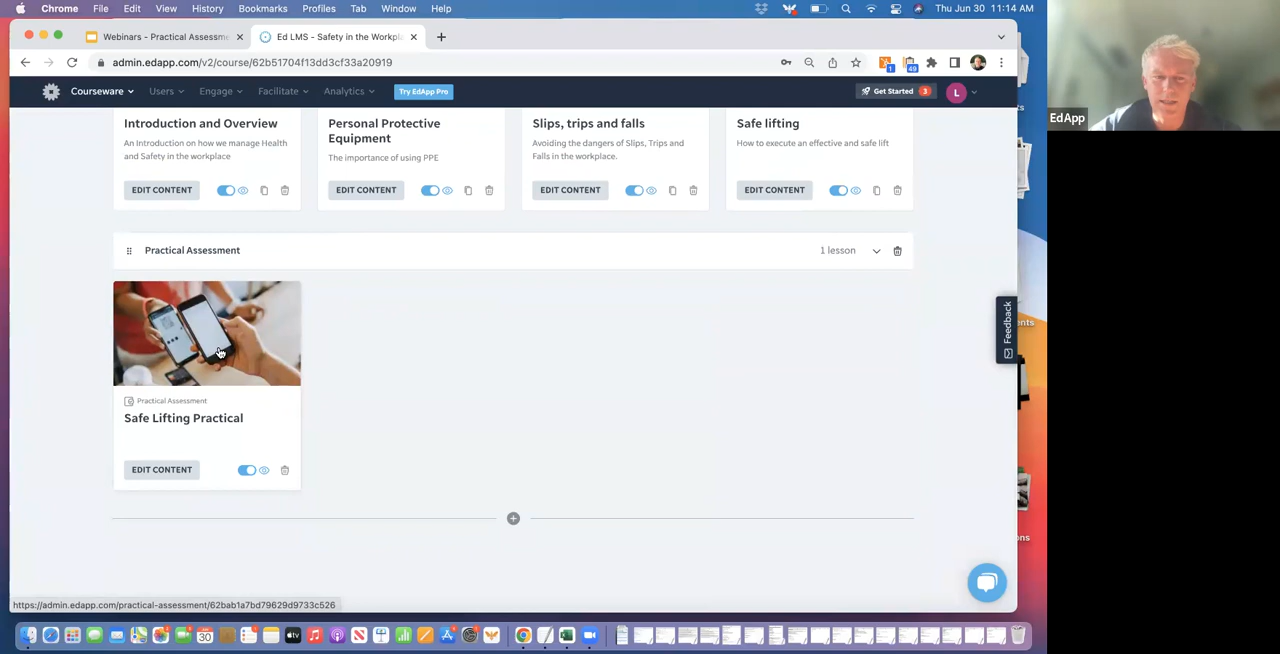 Chrome File Edit View History Bookmarks Profiles Tab Window Help Thu Jun 30 11:14 AM
Webinars - Practical Assessm Ed LMS - Safety in the Workpla
admin.edapp.com/v2/course/62b51704f13dd3cf33a20919 1 49
Courseware Users Engage Facilitate Analytics Try EdApp Pro Get Started 3 L
EdApp
Introduction and Overview
An Introduction on how we manage Health
and Safety in the workplace
EDIT CONTENT
Personal Protective
Equipment
The importance of using PPE
EDIT CONTENT
Slips, trips and falls
Avoiding the dangers of Slips, Trips and
Falls in the workplace.
EDIT CONTENT
Safe lifting
How to execute an effective and safe lift
EDIT CONTENT
Practical Assessment 1 lesson
Practical Assessment
Safe Lifting Practical
EDIT CONTENT
Feedback
ents
ons
https://admin.edapp.com/practical-assessment/62bab1a7bd79629d9733c526